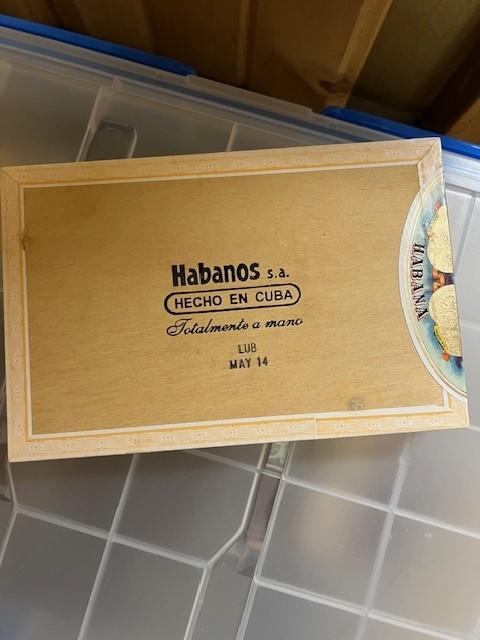 Habanos s.a.
HECHO EN CUBA
Totalmente a mano
LUB
MAY 14
HABANA